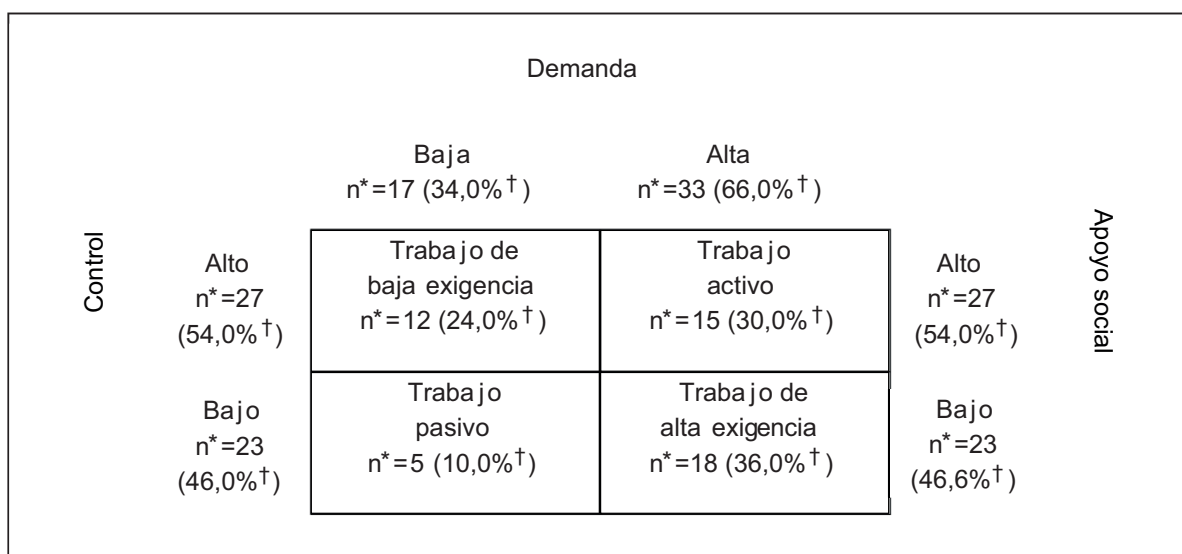 Demanda
Baja
n*=17 (34,0%†)
Alta
n*=33 (66,0%†)
Control
Alto
n*=27
(54,0%†)
Trabajo de
baja exigencia
n*=12 (24,0%†)
Trabajo
activo
n*=15 (30,0%†)
Alto
n*=27
(54,0%†)
Apoyo social
Bajo
n*=23
(46,0%†)
Trabajo
pasivo
n*=5 (10,0%†)
Trabajo de
alta exigencia
n*=18 (36,0%†)
Bajo
n*=23
(46,6%†)